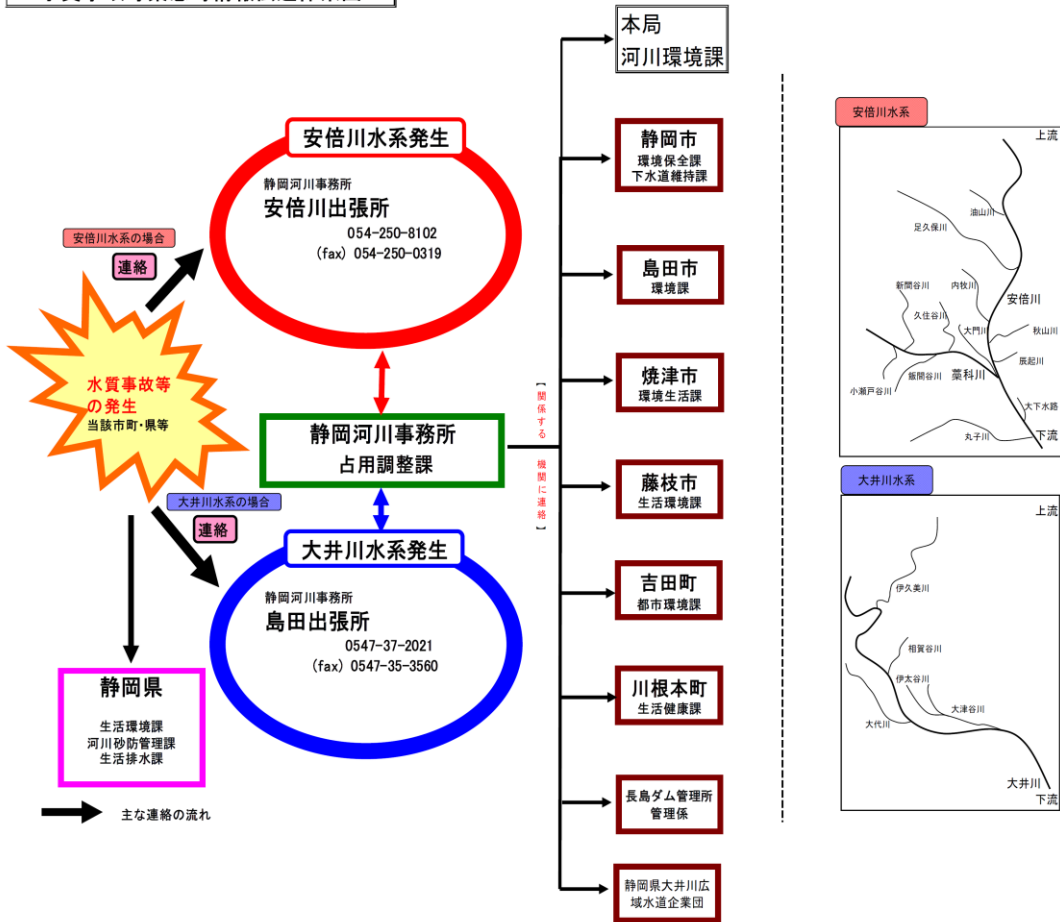 本局
河川環境課
安倍川水系発生
静岡河川事務所
安倍川出張所
054-250-8102
(fax) 054-250-0319
安倍川水系の場合
連絡
水質事故等
の発生
当該市町・県等
静岡河川事務所
占用調整課
大井川水系の場合
連絡
大井川水系発生
静岡河川事務所
島田出張所
0547-37-2021
(fax) 0547-35-3560
静岡県
生活環境課
河川砂防管理課
生活排水課
主な連絡の流れ
【関係する 機関に連絡】
静岡市
環境保全課
下水道維持課
島田市
環境課
焼津市
環境生活課
藤枝市
生活環境課
吉田町
都市環境課
川根本町
生活健康課
長島ダム管理所
管理係
静岡県大井川広
域水道企業団
安倍川水系
上流
油山川
足久保川
新間谷川
内牧川
安倍川
久住谷川
大門川
秋山川
辰起川
飯間谷川
藁科川
小瀬戸谷川
大下水路
丸子川
下流
大井川水系
上流
伊久美川
相賀谷川
伊太谷川
大津谷川
大代川
大井川
下流